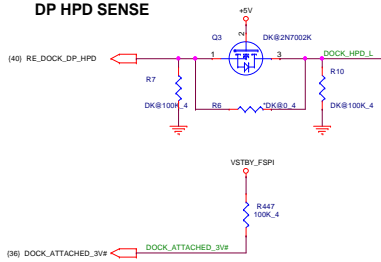 DP HPD SENSE
+5V
Q3
DK@2N7002K
2
1
3
(40) RE_DOCK_DP_HPD
DOCK_HPD_L
R7
R10
DK@100K_4
R6
*DK@0_4
DK@100K_4
VSTBY_FSPI
R447
100K_4
(36) DOCK_ATTACHED_3V#
DOCK_ATTACHED_3V#